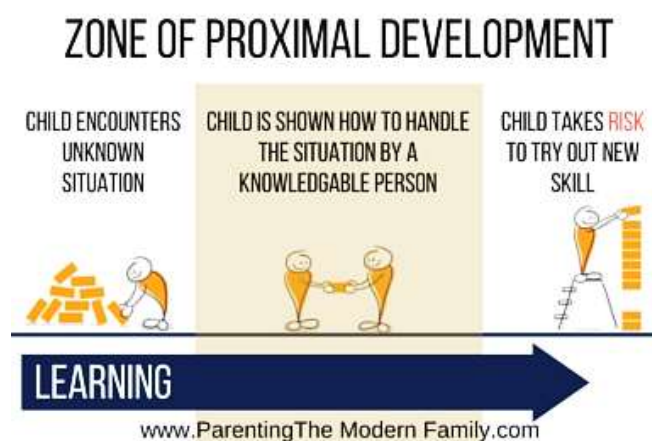 ZONE OF PROXIMAL DEVELOPMENT
CHILD ENCOUNTERS
UNKNOWN
SITUATION
CHILD IS SHOWN HOW TO HANDLE
THE SITUATION BY A
KNOWLEDGABLE PERSON
CHILD TAKES RISK
TO TRY OUT NEW
SKILL
LEARNING
www.ParentingThe Modern Family.com